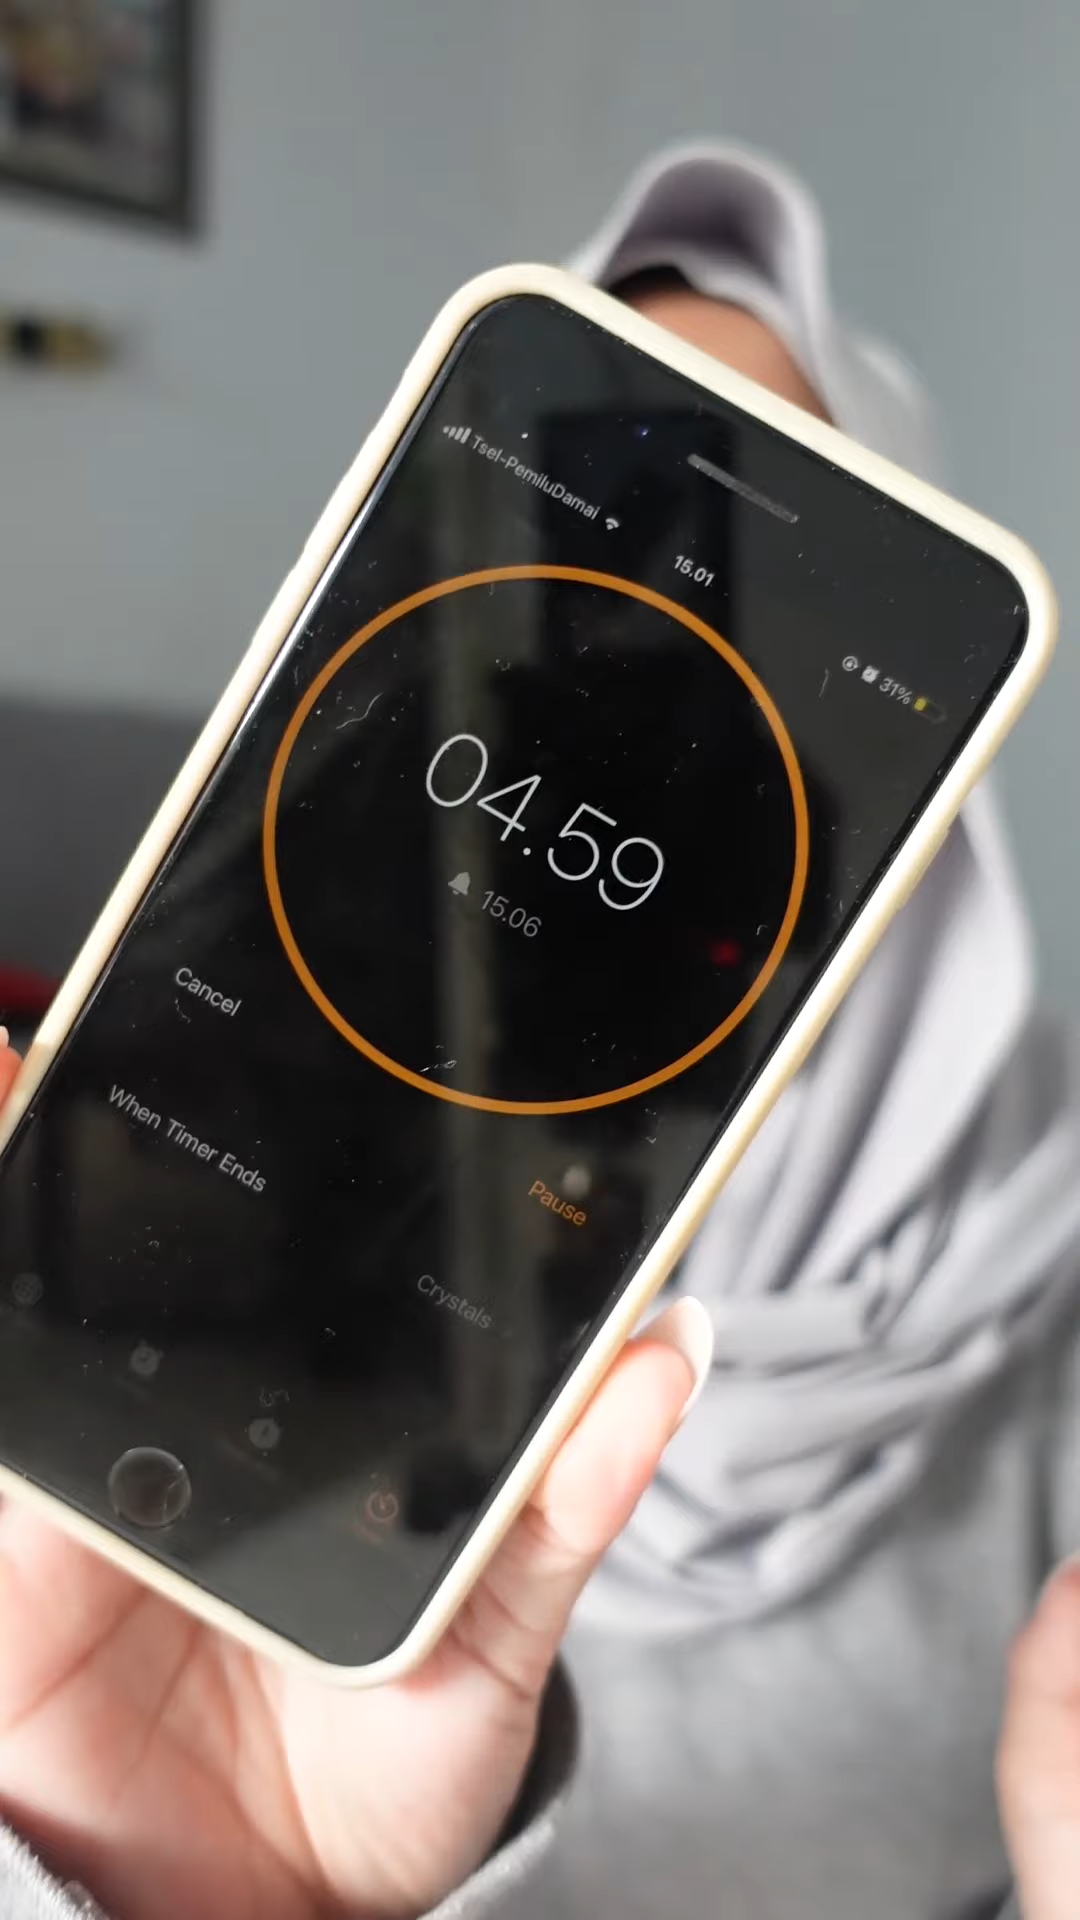 Tsel-PemiluDamai
15.01
31%
04.59
15.06
Cancel
Pause
When Timer Ends
Crystals